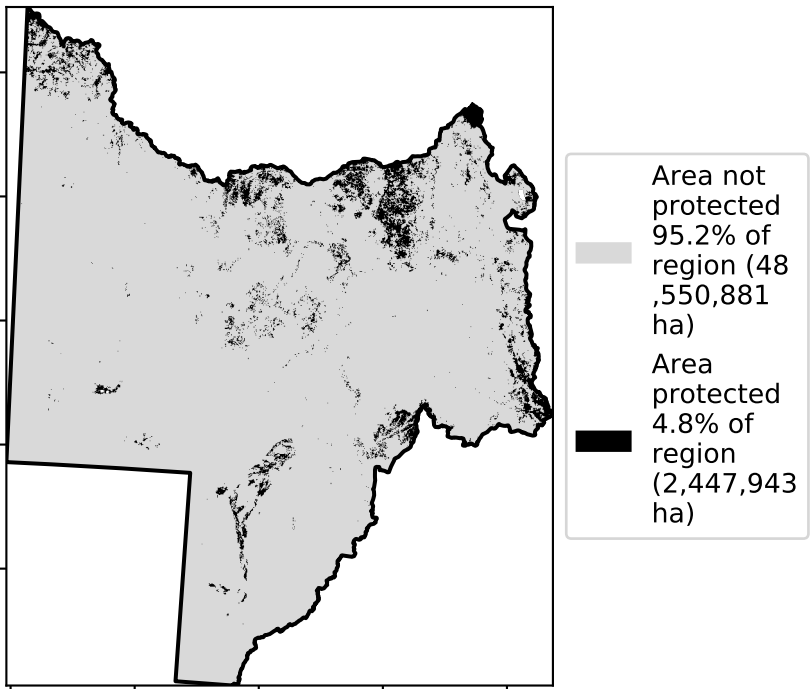 Area not
protected
95.2% of
region (48
,550,881
ha)
Area
protected
4.8% of
region
(2,447,943
ha)